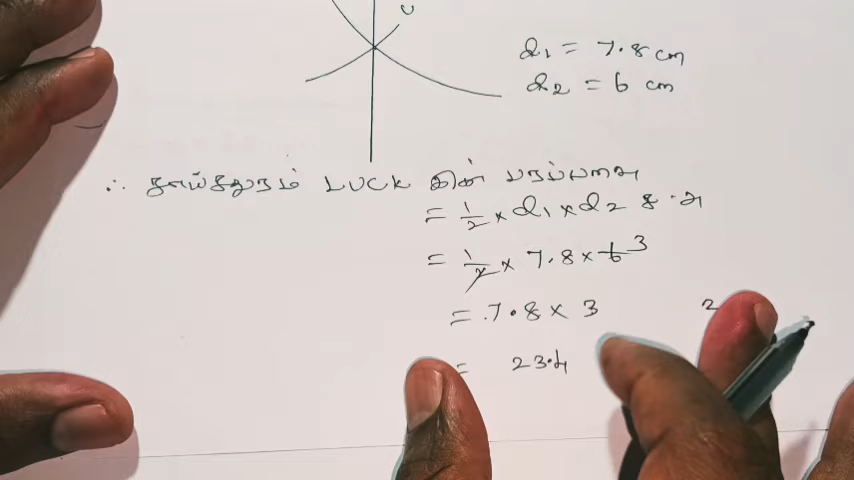 U
d₁ = 7.8 cm
d₂ = 6 cm
∴ சாய்சதுரம் LUCK இன் பரப்பளவு
= 1/2 × d₁ × d₂ ச.அ
= 1/2 × 7.8 × 6 3
= 7.8 × 3
2
= 23.4